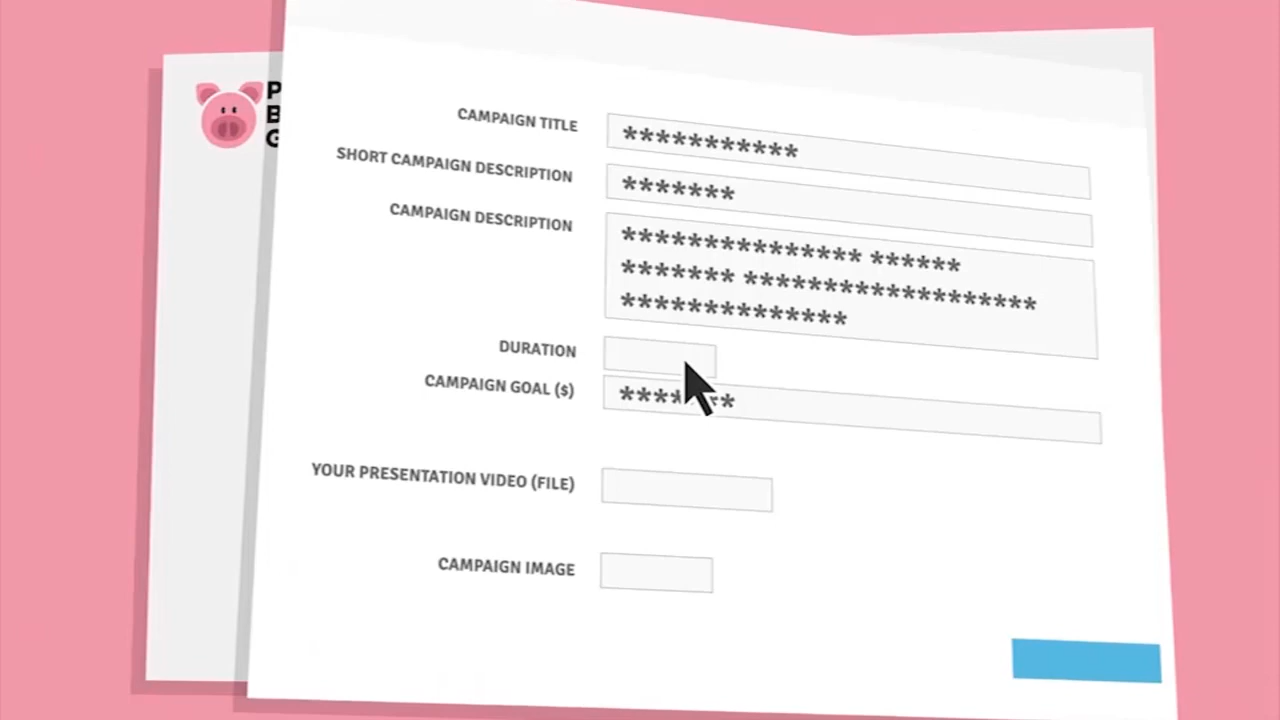 P
B
G
CAMPAIGN TITLE ***********
SHORT CAMPAIGN DESCRIPTION *******
CAMPAIGN DESCRIPTION *************** ******
******* ******************
**************
DURATION
CAMPAIGN GOAL ($) *******
YOUR PRESENTATION VIDEO (FILE)
CAMPAIGN IMAGE